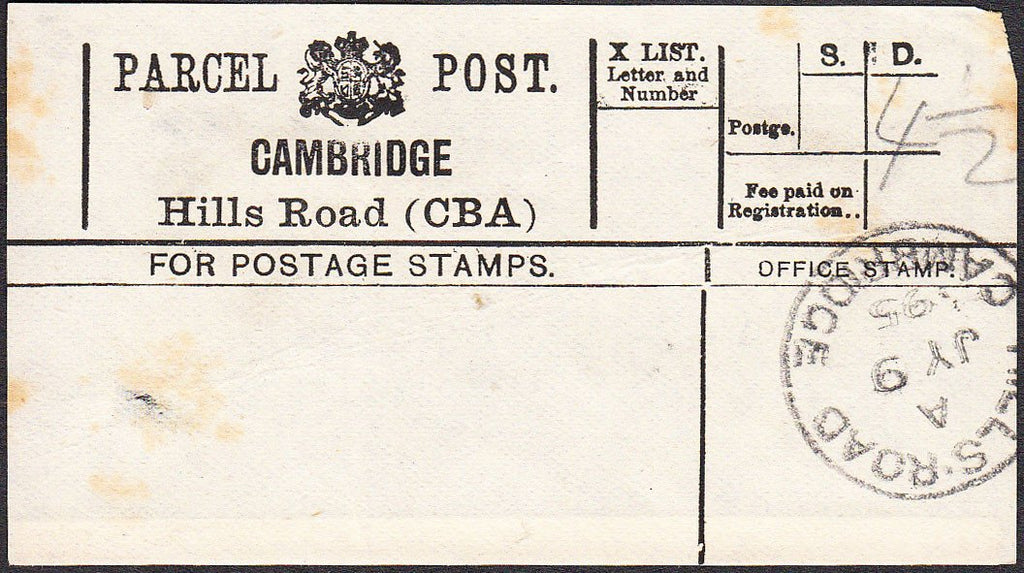 PARCEL POST.
CAMBRIDGE
Hills Road (CBA)
X LIST.
Letter and
Number
S. D.
Postge.
4½
Fee paid on
Registration..
FOR POSTAGE STAMPS.
OFFICE STAMP.
CAMBRIDGE
95
JY 9
A
HILLS ROAD